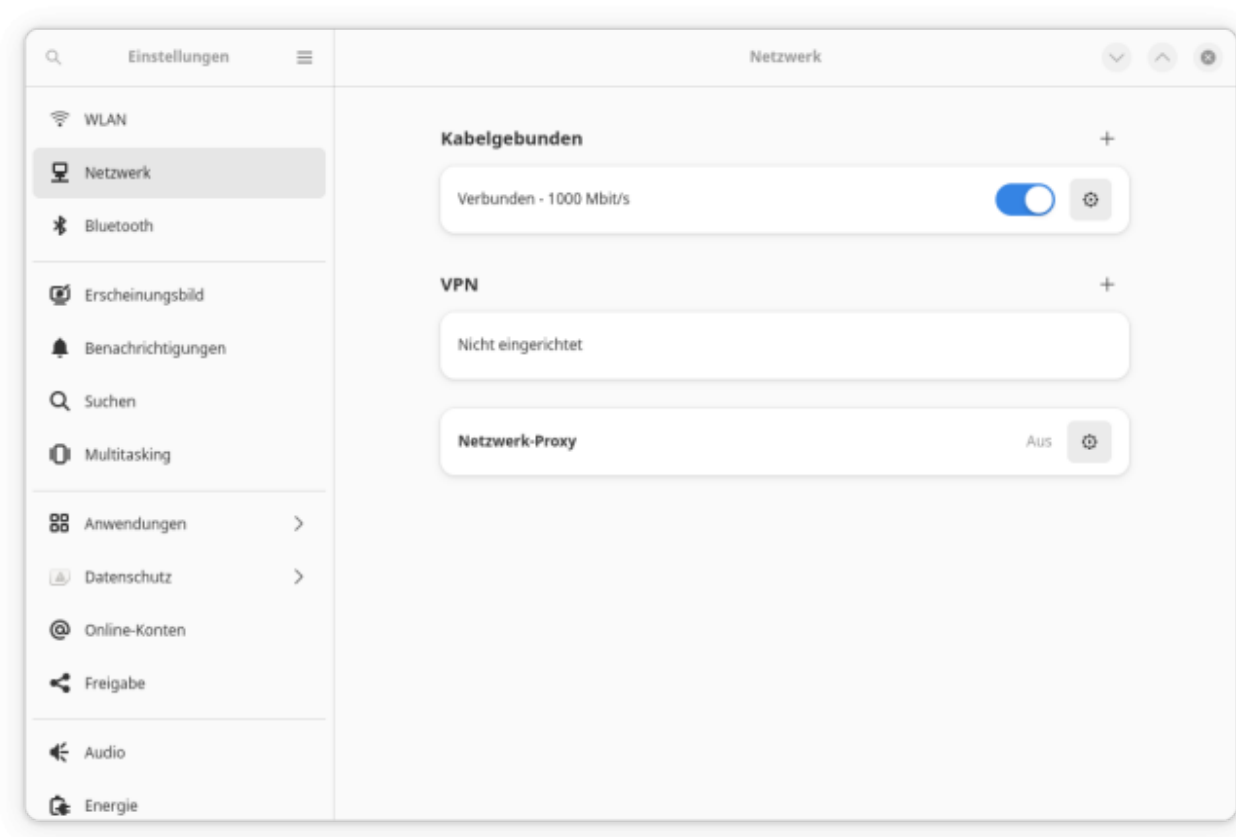 Einstellungen
Netzwerk
WLAN
Netzwerk
Bluetooth
Erscheinungsbild
Benachrichtigungen
Suchen
Multitasking
Anwendungen
Datenschutz
Online-Konten
Freigabe
Audio
Energie
Kabelgebunden
Verbunden - 1000 Mbit/s
VPN
Nicht eingerichtet
Netzwerk-Proxy Aus